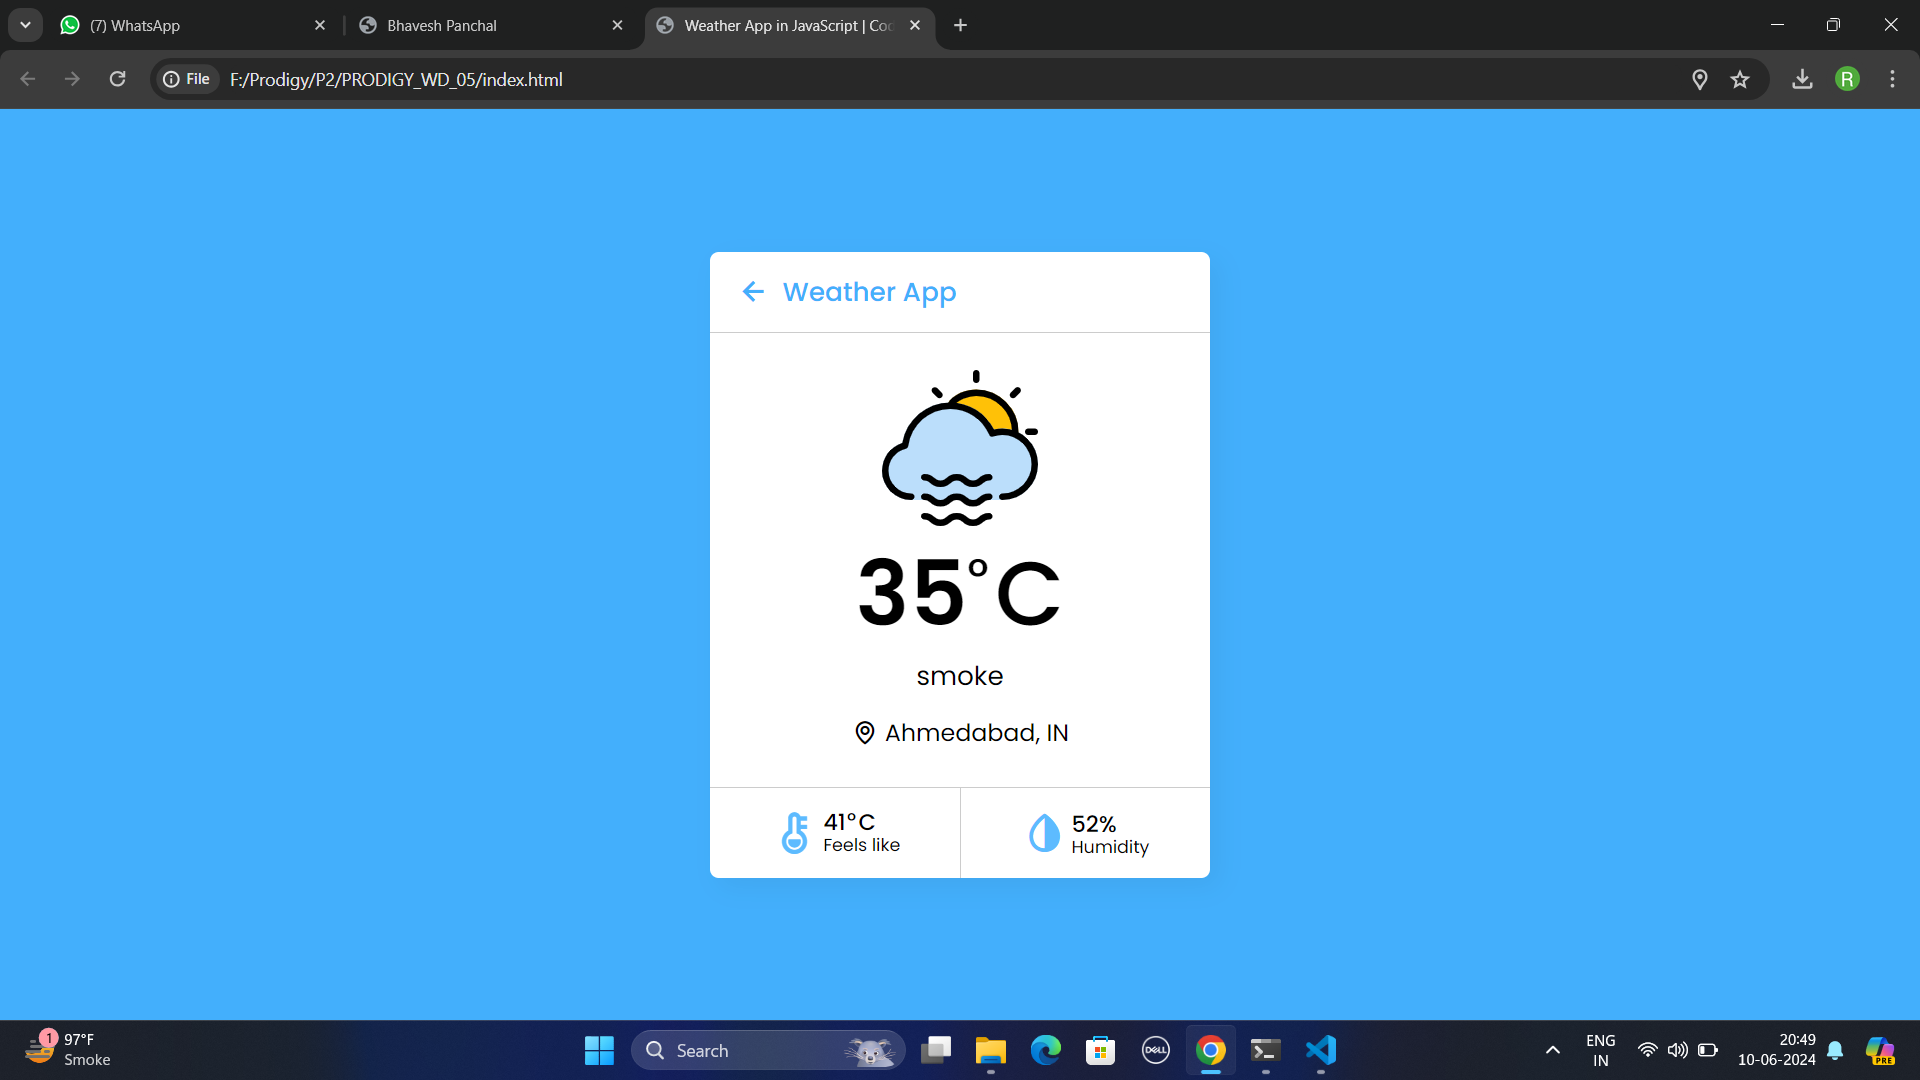 (7) WhatsApp
Bhavesh Panchal
Weather App in JavaScript | Co
File
F:/Prodigy/P2/PRODIGY_WD_05/index.html
R
Weather App
35°C
smoke
Ahmedabad, IN
41°C
Feels like
52%
Humidity
1
97°F
Smoke
Search
DELL
PRE
ENG
IN
20:49
10-06-2024